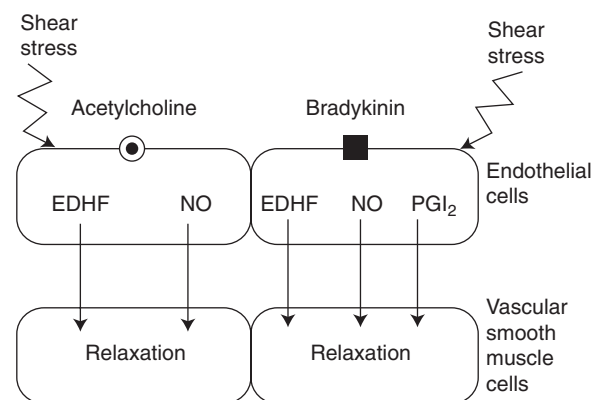 Shear
stress
Shear
stress
Acetylcholine
Bradykinin
Endothelial
cells
EDHF
NO
EDHF
NO
PGI₂
Vascular
smooth
muscle
cells
Relaxation
Relaxation